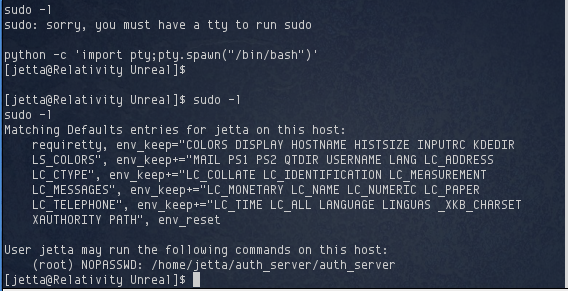 sudo -l
sudo: sorry, you must have a tty to run sudo
python -c 'import pty;pty.spawn("/bin/bash")'
[jetta@Relativity Unreal]$
[jetta@Relativity Unreal]$ sudo -l
sudo -l
Matching Defaults entries for jetta on this host:
requiretty, env_keep="COLORS DISPLAY HOSTNAME HISTSIZE INPUTRC KDEDIR
LS_COLORS", env_keep+="MAIL PS1 PS2 QTDIR USERNAME LANG LC_ADDRESS
LC_CTYPE", env_keep+="LC_COLLATE LC_IDENTIFICATION LC_MEASUREMENT
LC_MESSAGES", env_keep+="LC_MONETARY LC_NAME LC_NUMERIC LC_PAPER
LC_TELEPHONE", env_keep+="LC_TIME LC_ALL LANGUAGE LINGUAS _XKB_CHARSET
XAUTHORITY PATH", env_reset
User jetta may run the following commands on this host:
(root) NOPASSWD: /home/jetta/auth_server/auth_server
[jetta@Relativity Unreal]$